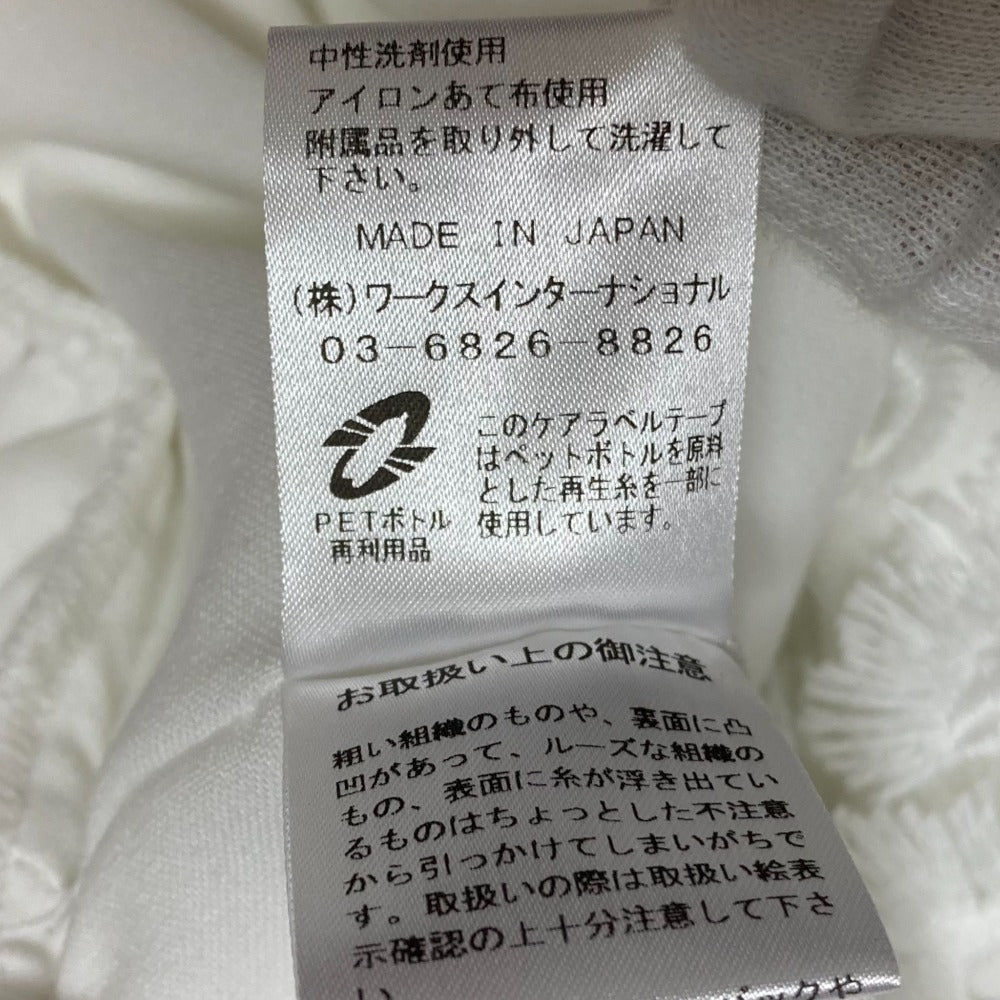 中性洗剤使用
アイロンあて布使用
附属品を取り外して洗濯して
下さい。
MADE IN JAPAN
(株)ワークスインターナショナル
03-6826-8826
このケアラベルテープ
はペットボトルを原料
とした再生糸を一部に
使用しています。
PETボトル
再利用品
お取扱い上の御注意
粗い組織のものや、裏面に凸
凹があって、ルーズな組織の
もの、表面に糸が浮き出てい
るものはちょっとした不注意
から引っかけてしまいがちで
す。取扱いの際は取扱い絵表
示確認の上十分注意して下さ
い